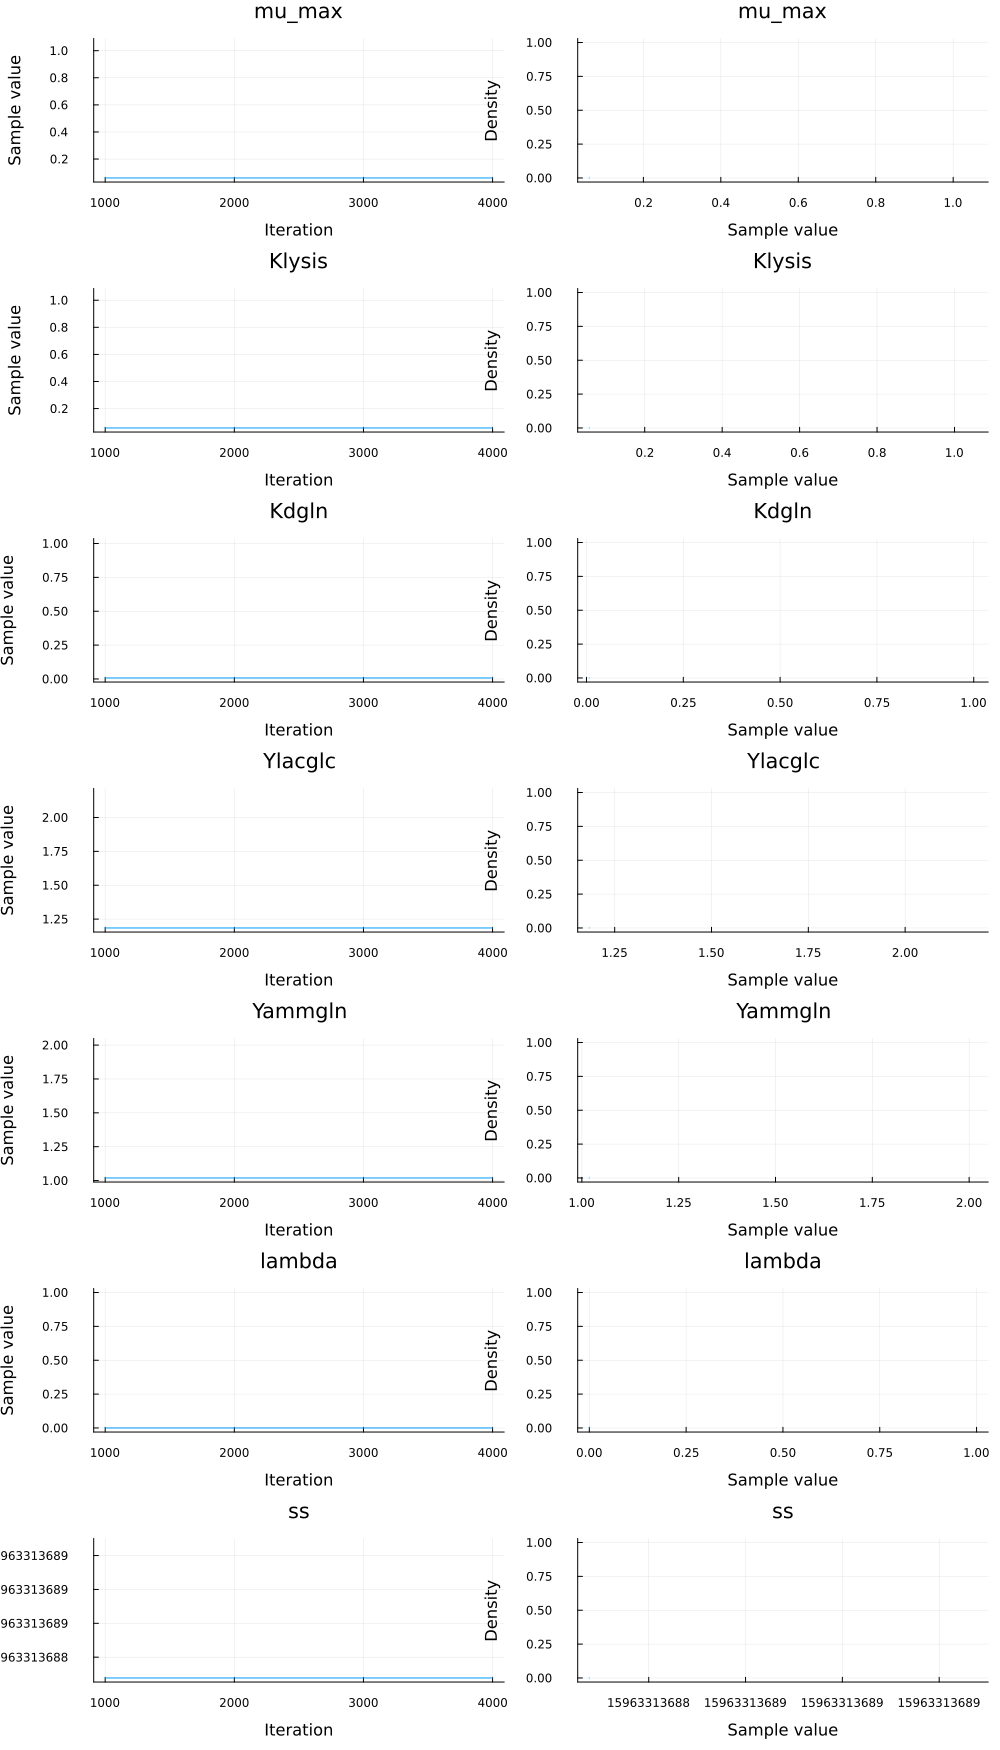 mu_max
mu_max
Sample value
1.0
0.8
0.6
0.4
0.2
1000 2000 3000 4000
Iteration
Density
1.00
0.75
0.50
0.25
0.00
0.2 0.4 0.6 0.8 1.0
Sample value
Klysis
Klysis
Sample value
1.0
0.8
0.6
0.4
0.2
1000 2000 3000 4000
Iteration
Density
1.00
0.75
0.50
0.25
0.00
0.2 0.4 0.6 0.8 1.0
Sample value
Kdgln
Kdgln
Sample value
1.00
0.75
0.50
0.25
0.00
1000 2000 3000 4000
Iteration
Density
1.00
0.75
0.50
0.25
0.00
0.00 0.25 0.50 0.75 1.00
Sample value
Ylacglc
Ylacglc
Sample value
2.00
1.75
1.50
1.25
1000 2000 3000 4000
Iteration
Density
1.00
0.75
0.50
0.25
0.00
1.25 1.50 1.75 2.00
Sample value
Yammgln
Yammgln
Sample value
2.00
1.75
1.50
1.25
1.00
1000 2000 3000 4000
Iteration
Density
1.00
0.75
0.50
0.25
0.00
1.00 1.25 1.50 1.75 2.00
Sample value
lambda
lambda
Sample value
1.00
0.75
0.50
0.25
0.00
1000 2000 3000 4000
Iteration
Density
1.00
0.75
0.50
0.25
0.00
0.00 0.25 0.50 0.75 1.00
Sample value
ss
ss
963313689
963313689
963313689
963313688
1000 2000 3000 4000
Iteration
Density
1.00
0.75
0.50
0.25
0.00
15963313688 15963313689 15963313689 15963313689
Sample value